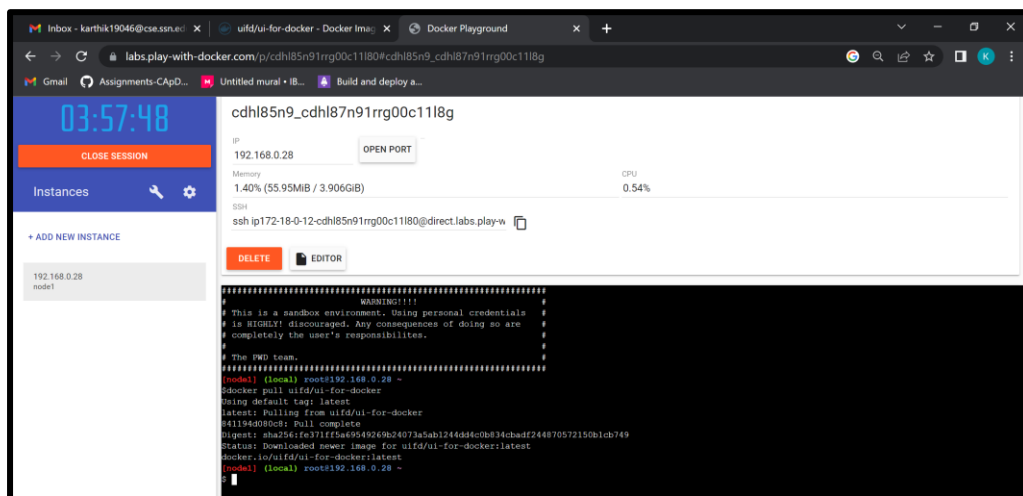 Inbox - karthik19046@cse.ssn.ed
uifd/ui-for-docker - Docker Imag
Docker Playground
labs.play-with-docker.com/p/cdhl85n91rrg00c11l80#cdhl85n9_cdhl87n91rrg00c11l8g
K
Gmail
Assignments-CApD...
Untitled mural • IB...
Build and deploy a...
03:57:48
CLOSE SESSION
Instances
+ ADD NEW INSTANCE
192.168.0.28
node1
cdhl85n9_cdhl87n91rrg00c11l8g
IP
192.168.0.28
OPEN PORT
Memory
1.40% (55.95MiB / 3.906GiB)
CPU
0.54%
SSH
ssh ip172-18-0-12-cdhl85n91rrg00c11l80@direct.labs.play-w
DELETE
EDITOR
###############################################################
# WARNING!!!! #
# This is a sandbox environment. Using personal credentials #
# is HIGHLY! discouraged. Any consequences of doing so are #
# completely the user's responsibilites. #
# #
# The PWD team. #
###############################################################
[node1] (local) root@192.168.0.28 ~
$docker pull uifd/ui-for-docker
Using default tag: latest
latest: Pulling from uifd/ui-for-docker
841194d080c8: Pull complete
Digest: sha256:fe371ff5a69549269b24073a5ab1244dd4c0b834cbadf244870572150b1cb749
Status: Downloaded newer image for uifd/ui-for-docker:latest
docker.io/uifd/ui-for-docker:latest
[node1] (local) root@192.168.0.28 ~
$